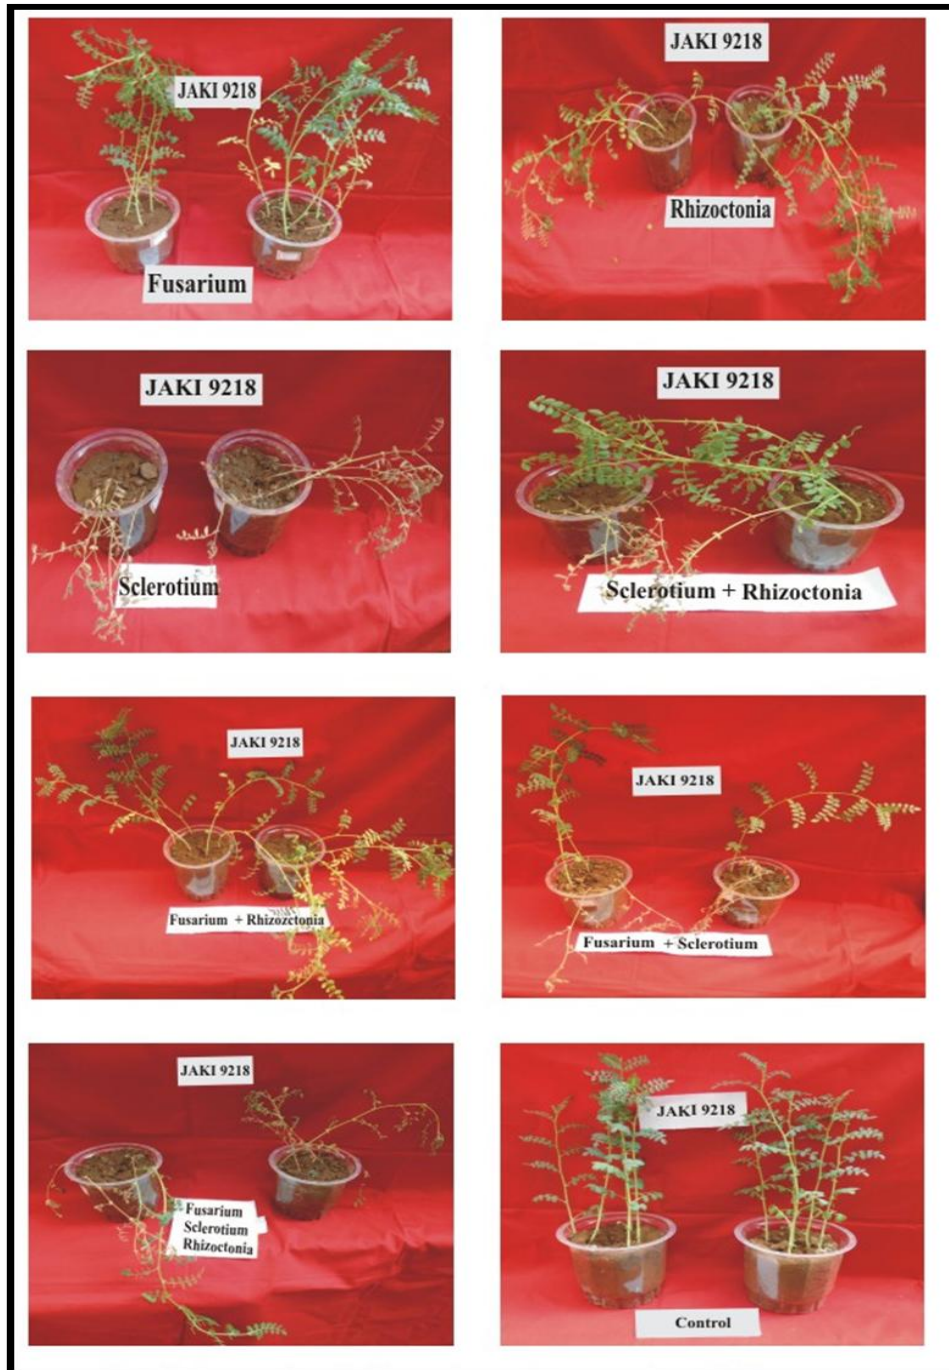 JAKI 9218
Fusarium
JAKI 9218
Rhizoctonia
JAKI 9218
Sclerotium
JAKI 9218
Sclerotium + Rhizoctonia
JAKI 9218
Fusarium + Rhizozctonia
JAKI 9218
Fusarium + Sclerotium
JAKI 9218
Fusarium
Sclerotium
Rhizoctonia
JAKI 9218
Control